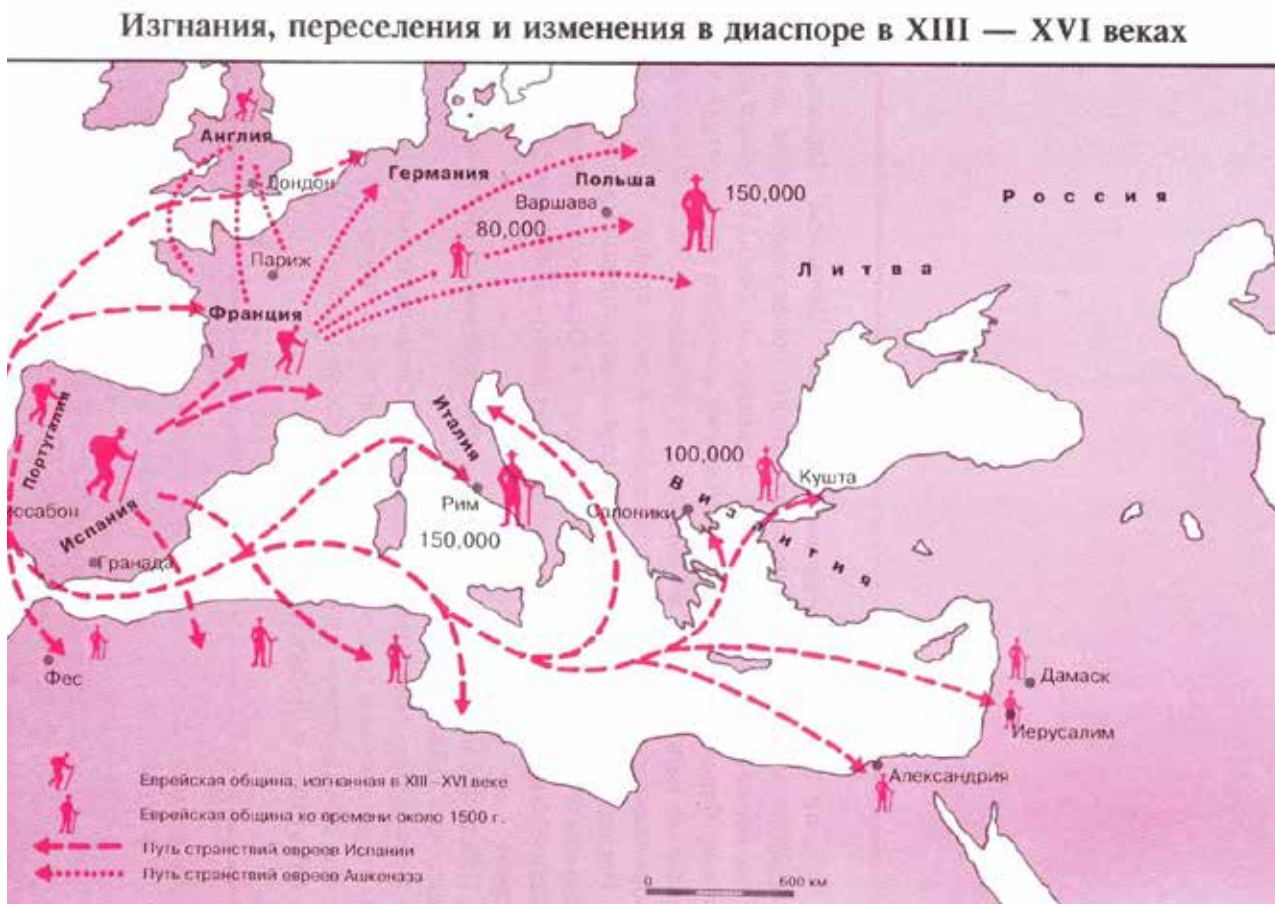 Изгнания, переселения и изменения в диаспоре в XIII — XVI веках
Англия
Лондон
Германия
Польша
Варшава
150,000
Россия
80,000
Париж
Литва
Франция
Португалия
Италия
100,000
Кушта
Рим
Византия
Салоники
иссабон
Испания
150,000
Гранада
Фес
Дамаск
Иерусалим
Александрия
Еврейская община, изгнанная в XIII–XVI веке
Еврейская община ко времени около 1500 г.
Путь странствий евреев Испании
Путь странствий евреев Ашкеназа
0 600 км